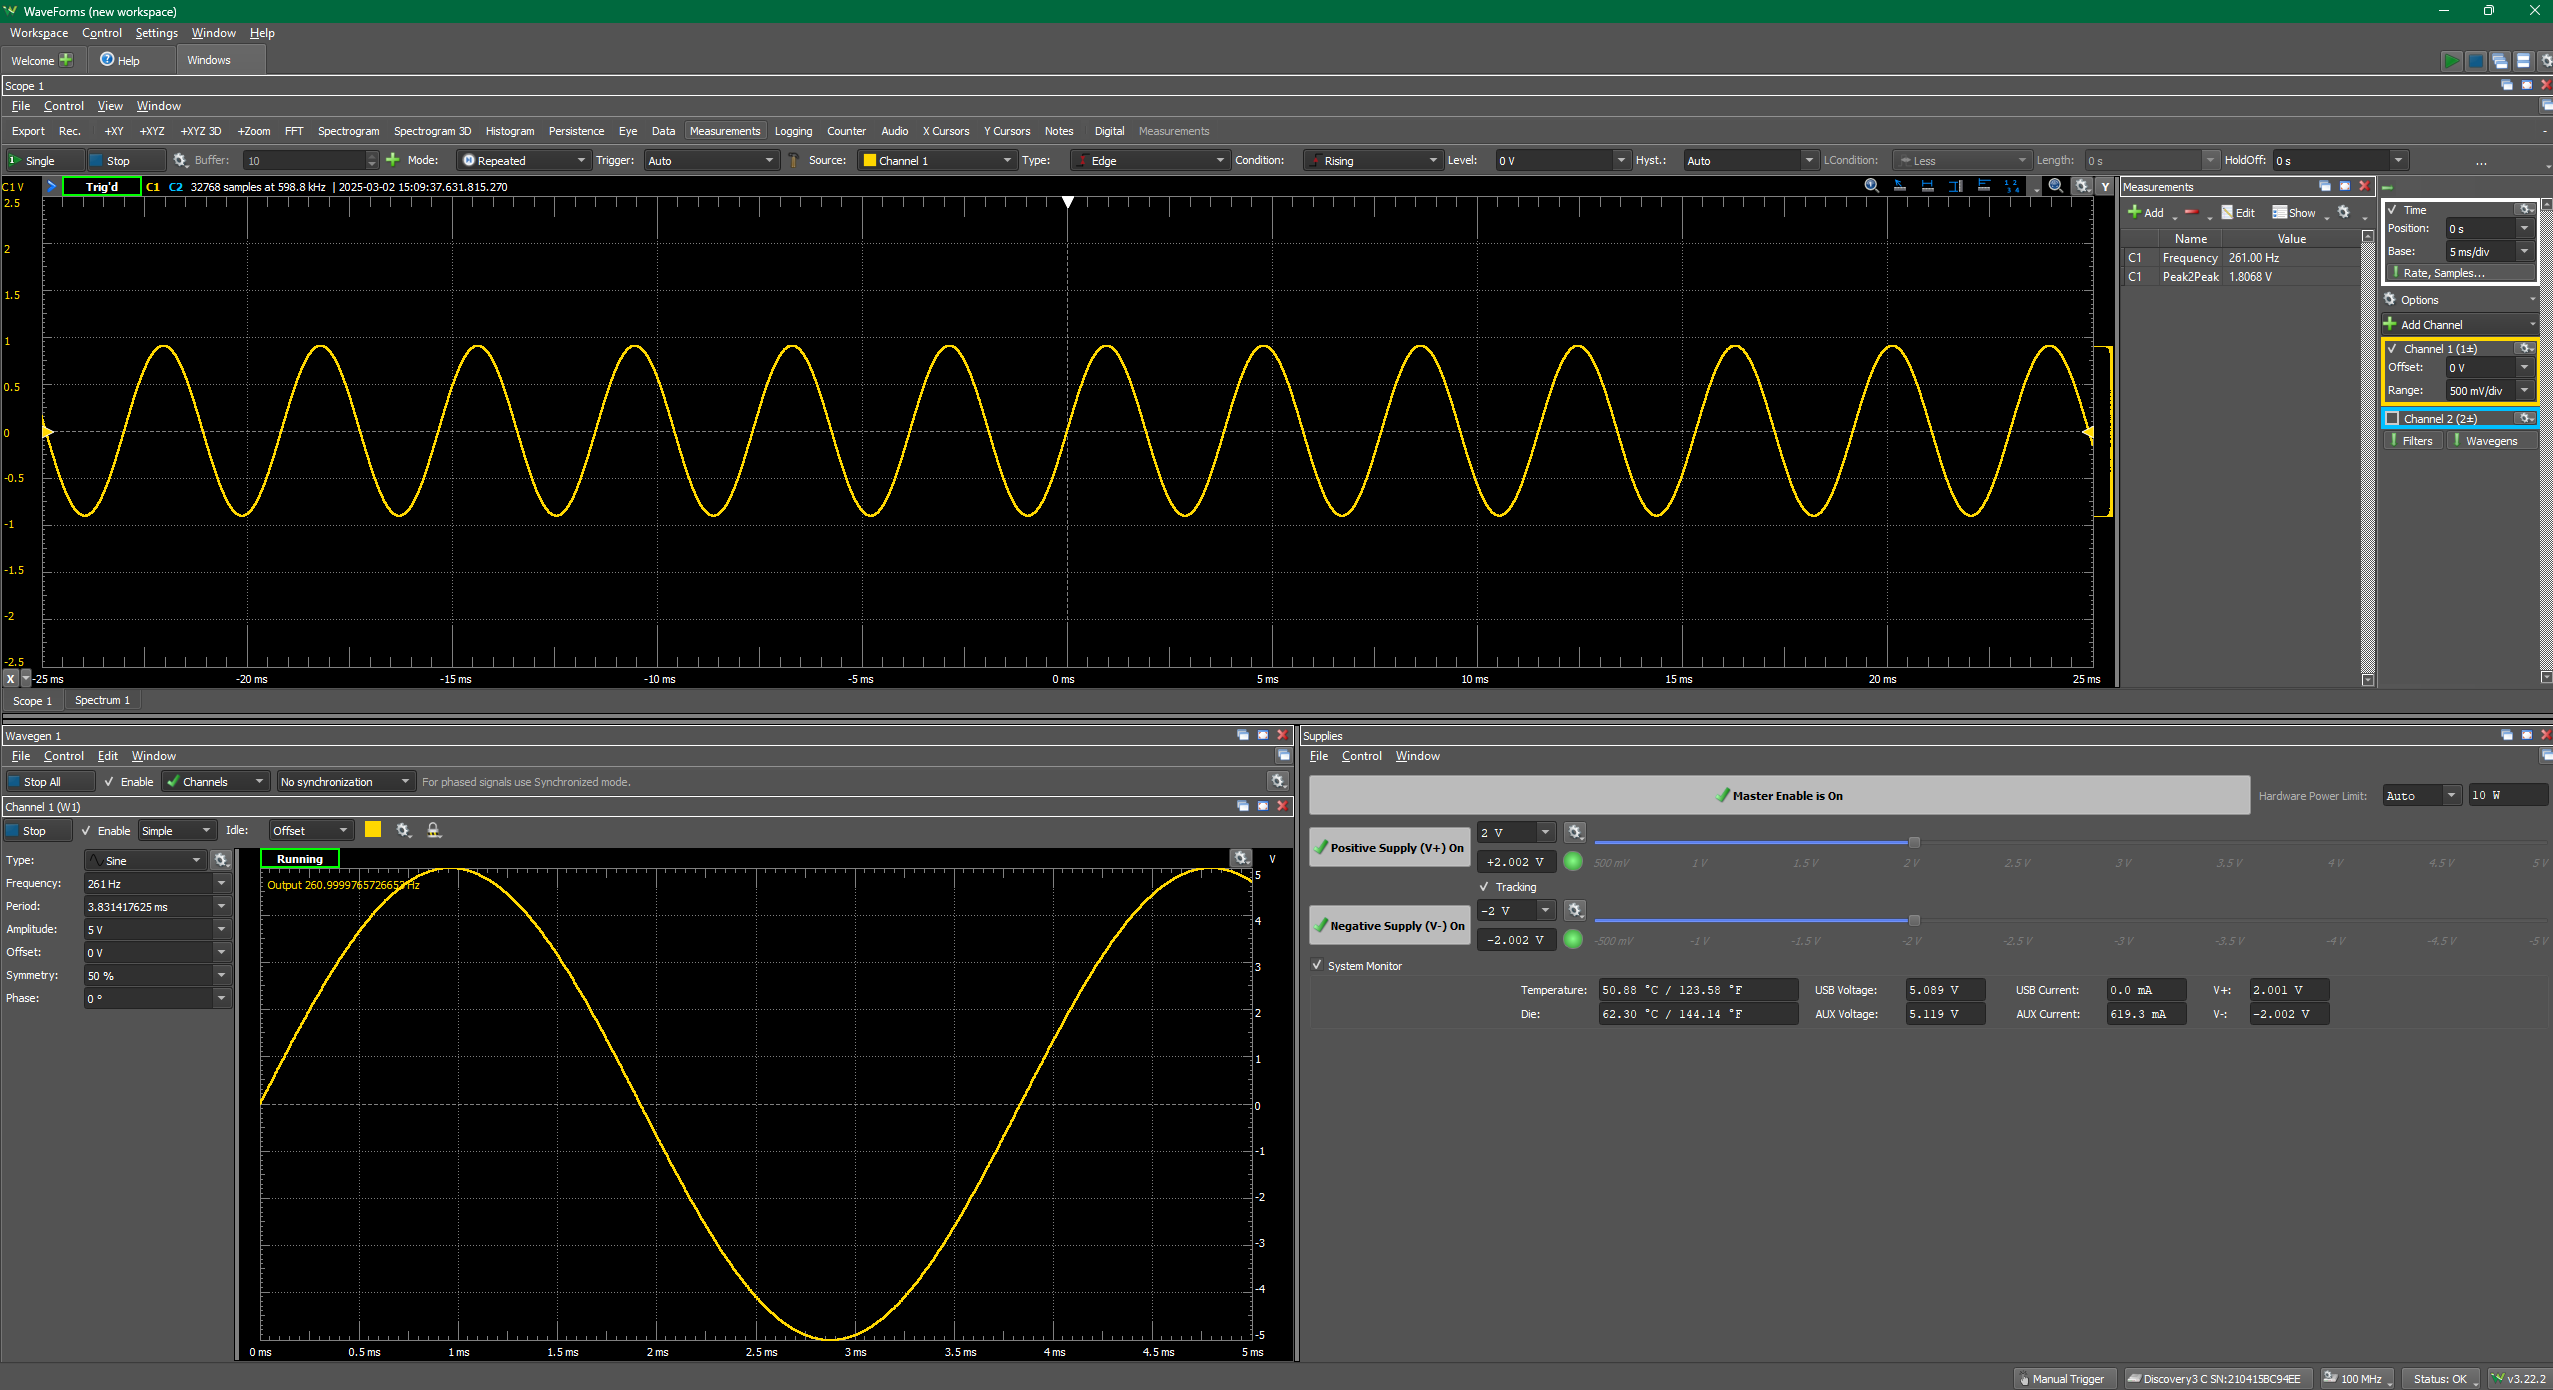 WaveForms (new workspace)
Workspace Control Settings Window Help
Welcome Help Windows
Scope 1
File Control View Window
Export Rec. +XY +XYZ +XYZ 3D +Zoom FFT Spectrogram Spectrogram 3D Histogram Persistence Eye Data Measurements Logging Counter Audio X Cursors Y Cursors Notes Digital Measurements
Single Stop Buffer: 10 Mode: Repeated Trigger: Auto Source: Channel 1 Type: Edge Condition: Rising Level: 0 V Hyst.: Auto LCondition: Less Length: 0 s HoldOff: 0 s ...
C1 V Trig'd C1 C2 32768 samples at 598.8 kHz | 2025-03-02 15:09:37.631.815.270 Y
2.5
2
1.5
1
0.5
0
-0.5
-1
-1.5
-2
-2.5
X -25 ms -20 ms -15 ms -10 ms -5 ms 0 ms 5 ms 10 ms 15 ms 20 ms 25 ms
Measurements
Add Edit Show
Name Value
C1 Frequency 261.00 Hz
C1 Peak2Peak 1.8068 V
Time
Position: 0 s
Base: 5 ms/div
Rate, Samples...
Options
Add Channel
Channel 1 (1±)
Offset: 0 V
Range: 500 mV/div
Channel 2 (2±)
Filters Wavegens
Scope 1 Spectrum 1
Wavegen 1
File Control Edit Window
Stop All Enable Channels No synchronization For phased signals use Synchronized mode.
Channel 1 (W1)
Stop Enable Simple Idle: Offset
Type: Sine
Frequency: 261 Hz
Period: 3.831417625 ms
Amplitude: 5 V
Offset: 0 V
Symmetry: 50 %
Phase: 0 °
Running V
Output 260.9999765726653 Hz
5
4
3
2
1
0
-1
-2
-3
-4
-5
0 ms 0.5 ms 1 ms 1.5 ms 2 ms 2.5 ms 3 ms 3.5 ms 4 ms 4.5 ms 5 ms
Supplies
File Control Window
Master Enable is On Hardware Power Limit: Auto 10 W
Positive Supply (V+) On 2 V
+2.002 V 500 mV 1 V 1.5 V 2 V 2.5 V 3 V 3.5 V 4 V 4.5 V 5 V
Tracking
Negative Supply (V-) On -2 V
-2.002 V -500 mV -1 V -1.5 V -2 V -2.5 V -3 V -3.5 V -4 V -4.5 V -5 V
System Monitor
Temperature: 50.88 °C / 123.58 °F USB Voltage: 5.089 V USB Current: 0.0 mA V+: 2.001 V
Die: 62.30 °C / 144.14 °F AUX Voltage: 5.119 V AUX Current: 619.3 mA V-: -2.002 V
Manual Trigger Discovery3 C SN:210415BC94EE 100 MHz Status: OK v3.22.2